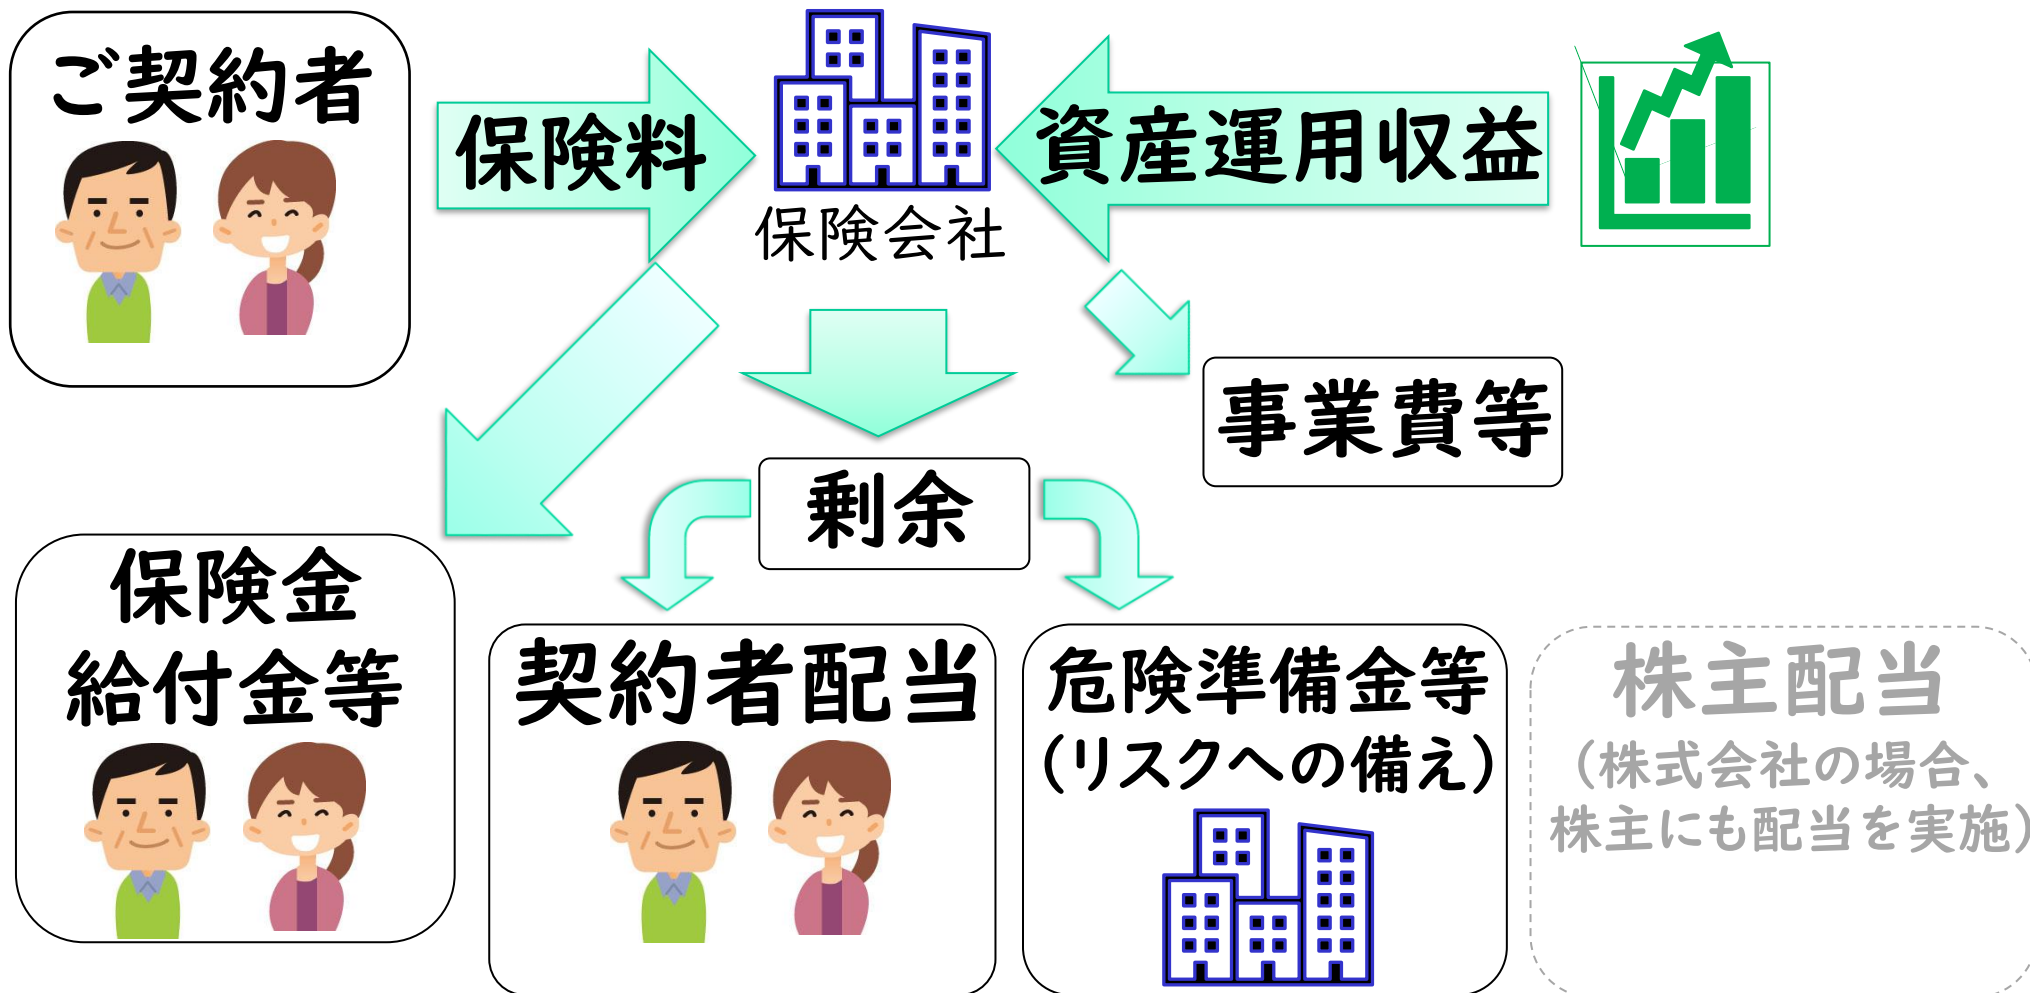 ご契約者
保険料
保険会社
資産運用収益
事業費等
剰余
保険金
給付金等
契約者配当
危険準備金等
(リスクへの備え)
株主配当
(株式会社の場合、
株主にも配当を実施)